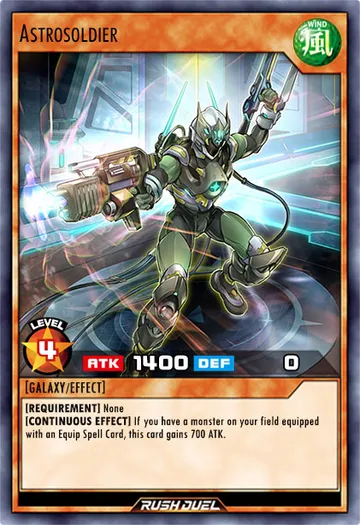 Astrosoldier
WIND
風
LEVEL
4
ATK 1400 DEF 0
[GALAXY/EFFECT]
[REQUIREMENT] None
[CONTINUOUS EFFECT] If you have a monster on your field equipped
with an Equip Spell Card, this card gains 700 ATK.
RUSH DUEL